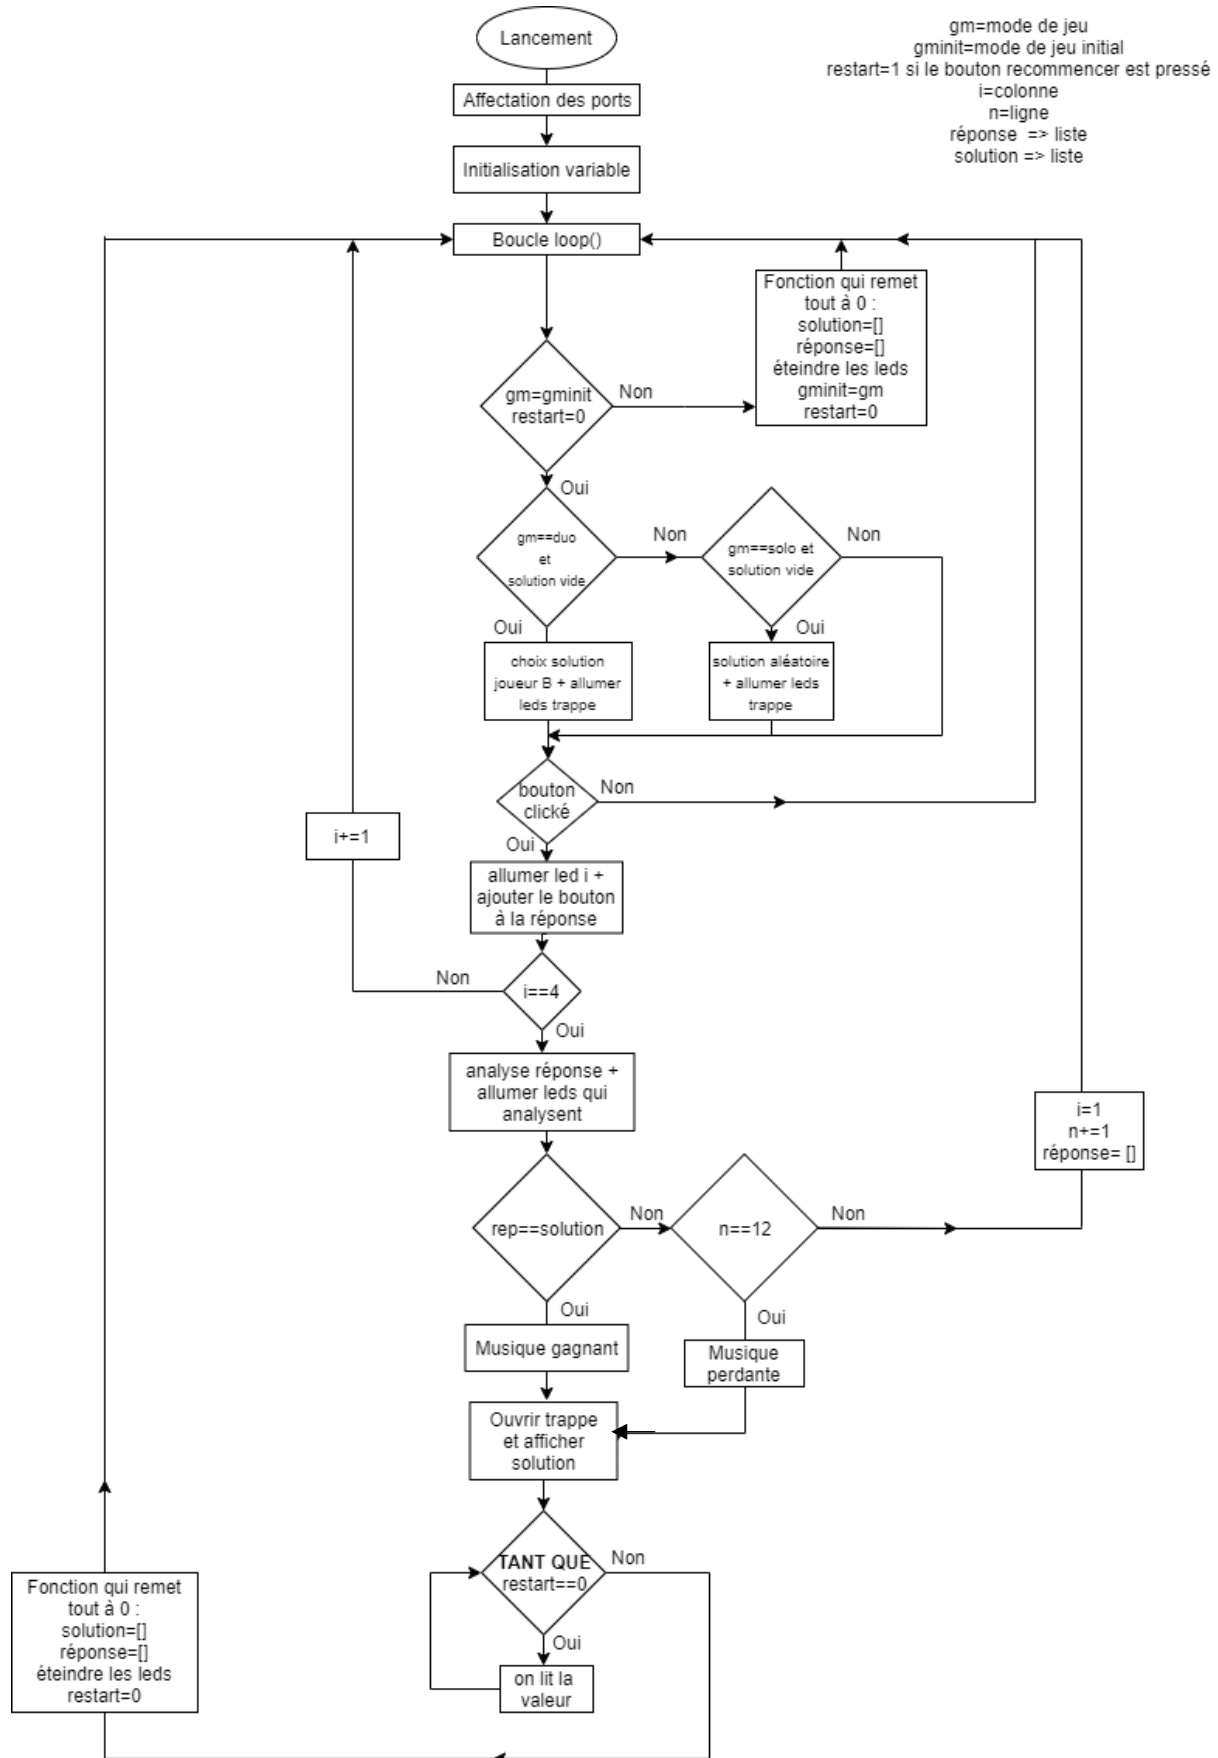 Lancement
gm=mode de jeu
gminit=mode de jeu initial
restart=1 si le bouton recommencer est pressé
i=colonne
n=ligne
réponse => liste
solution => liste
Affectation des ports
Initialisation variable
Boucle loop()
Fonction qui remet
tout à 0 :
solution=[]
réponse=[]
éteindre les leds
gminit=gm
restart=0
gm=gminit
restart=0
Non
Oui
gm==duo
et
solution vide
Non
gm==solo et
solution vide
Non
Oui
Oui
choix solution
joueur B + allumer
leds trappe
solution aléatoire
+ allumer leds
trappe
bouton
clické
Non
Oui
i+=1
allumer led i +
ajouter le bouton
à la réponse
Non
i==4
Oui
analyse réponse +
allumer leds qui
analysent
i=1
n+=1
réponse= []
rep==solution
Non
n==12
Non
Oui
Oui
Musique gagnant
Musique
perdante
Ouvrir trappe
et afficher
solution
TANT QUE
restart==0
Non
Oui
on lit la
valeur
Fonction qui remet
tout à 0 :
solution=[]
réponse=[]
éteindre les leds
restart=0